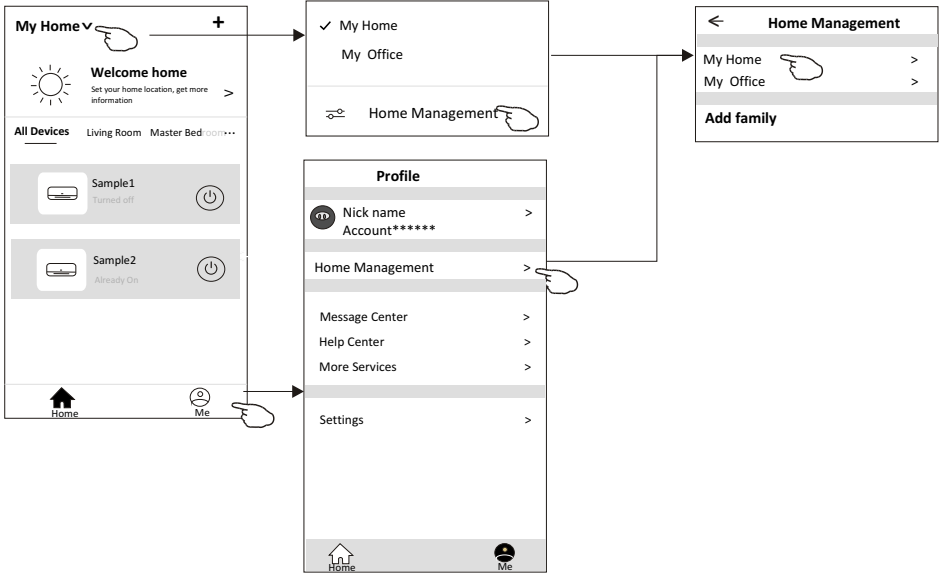 My Home
+
Welcome home
Set your home location, get more
information
>
All Devices Living Room Master Bedroom...
Sample1
Turned off
Sample2
Already On
Home
Me
✓ My Home
My Office
Home Management
Profile
Nick name >
Account******
Home Management >
Message Center >
Help Center >
More Services >
Settings >
Home
Me
Home Management
My Home >
My Office >
Add family